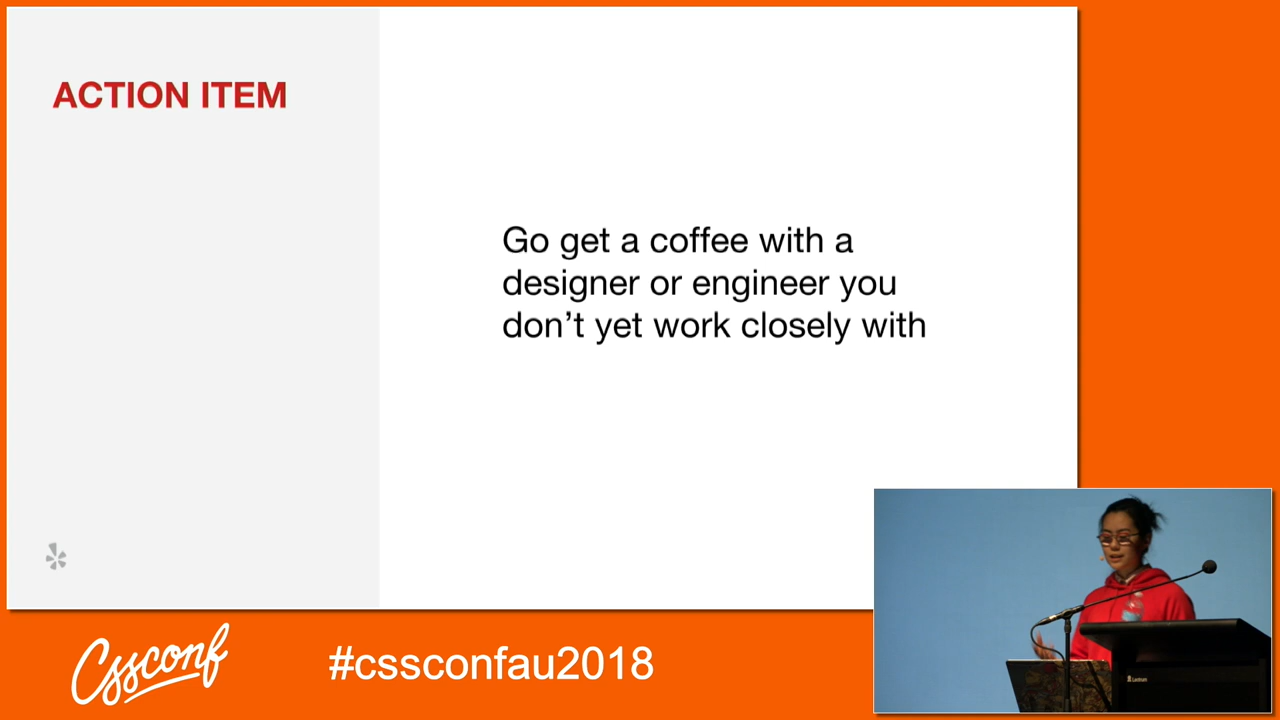 ACTION ITEM
Go get a coffee with a
designer or engineer you
don’t yet work closely with
cssconf
#cssconfau2018